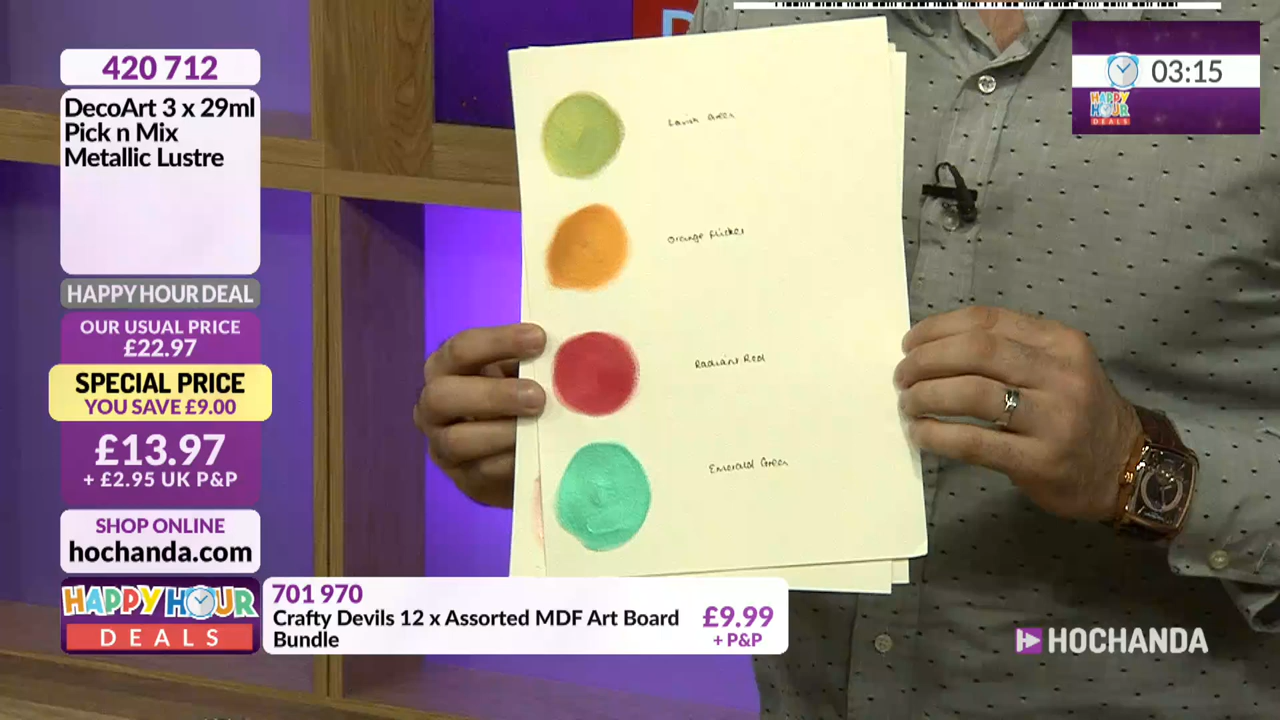 420 712
DecoArt 3 x 29ml
Pick n Mix
Metallic Lustre
HAPPY HOUR DEAL
OUR USUAL PRICE
£22.97
SPECIAL PRICE
YOU SAVE £9.00
£13.97
+ £2.95 UK P&P
SHOP ONLINE
hochanda.com
HAPPY HOUR
DEALS
701 970
Crafty Devils 12 x Assorted MDF Art Board
Bundle
£9.99
+ P&P
Lavish Green
Orange Flicker
Radiant Red
Emerald Green
03:15
HAPPY
HOUR
DEALS
HOCHANDA